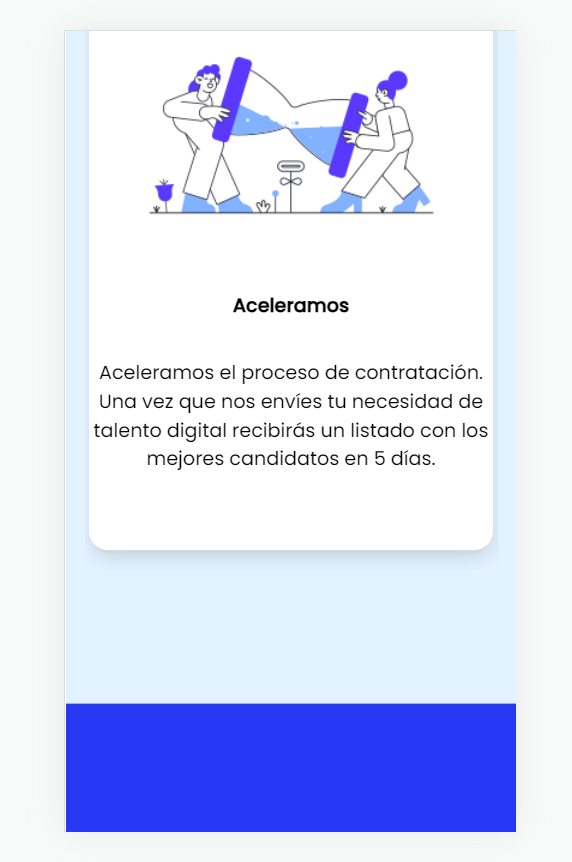 Aceleramos
Aceleramos el proceso de contratación.
Una vez que nos envíes tu necesidad de
talento digital recibirás un listado con los
mejores candidatos en 5 días.